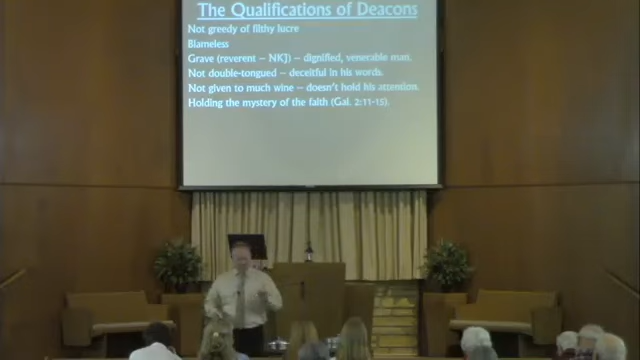 The Qualifications of Deacons
Not greedy of filthy lucre
Blameless
Grave (reverent – NKJ) – dignified, venerable man.
Not double-tongued – deceitful in his words.
Not given to much wine – doesn't hold his attention.
Holding the mystery of the faith (Gal. 2:11-15).